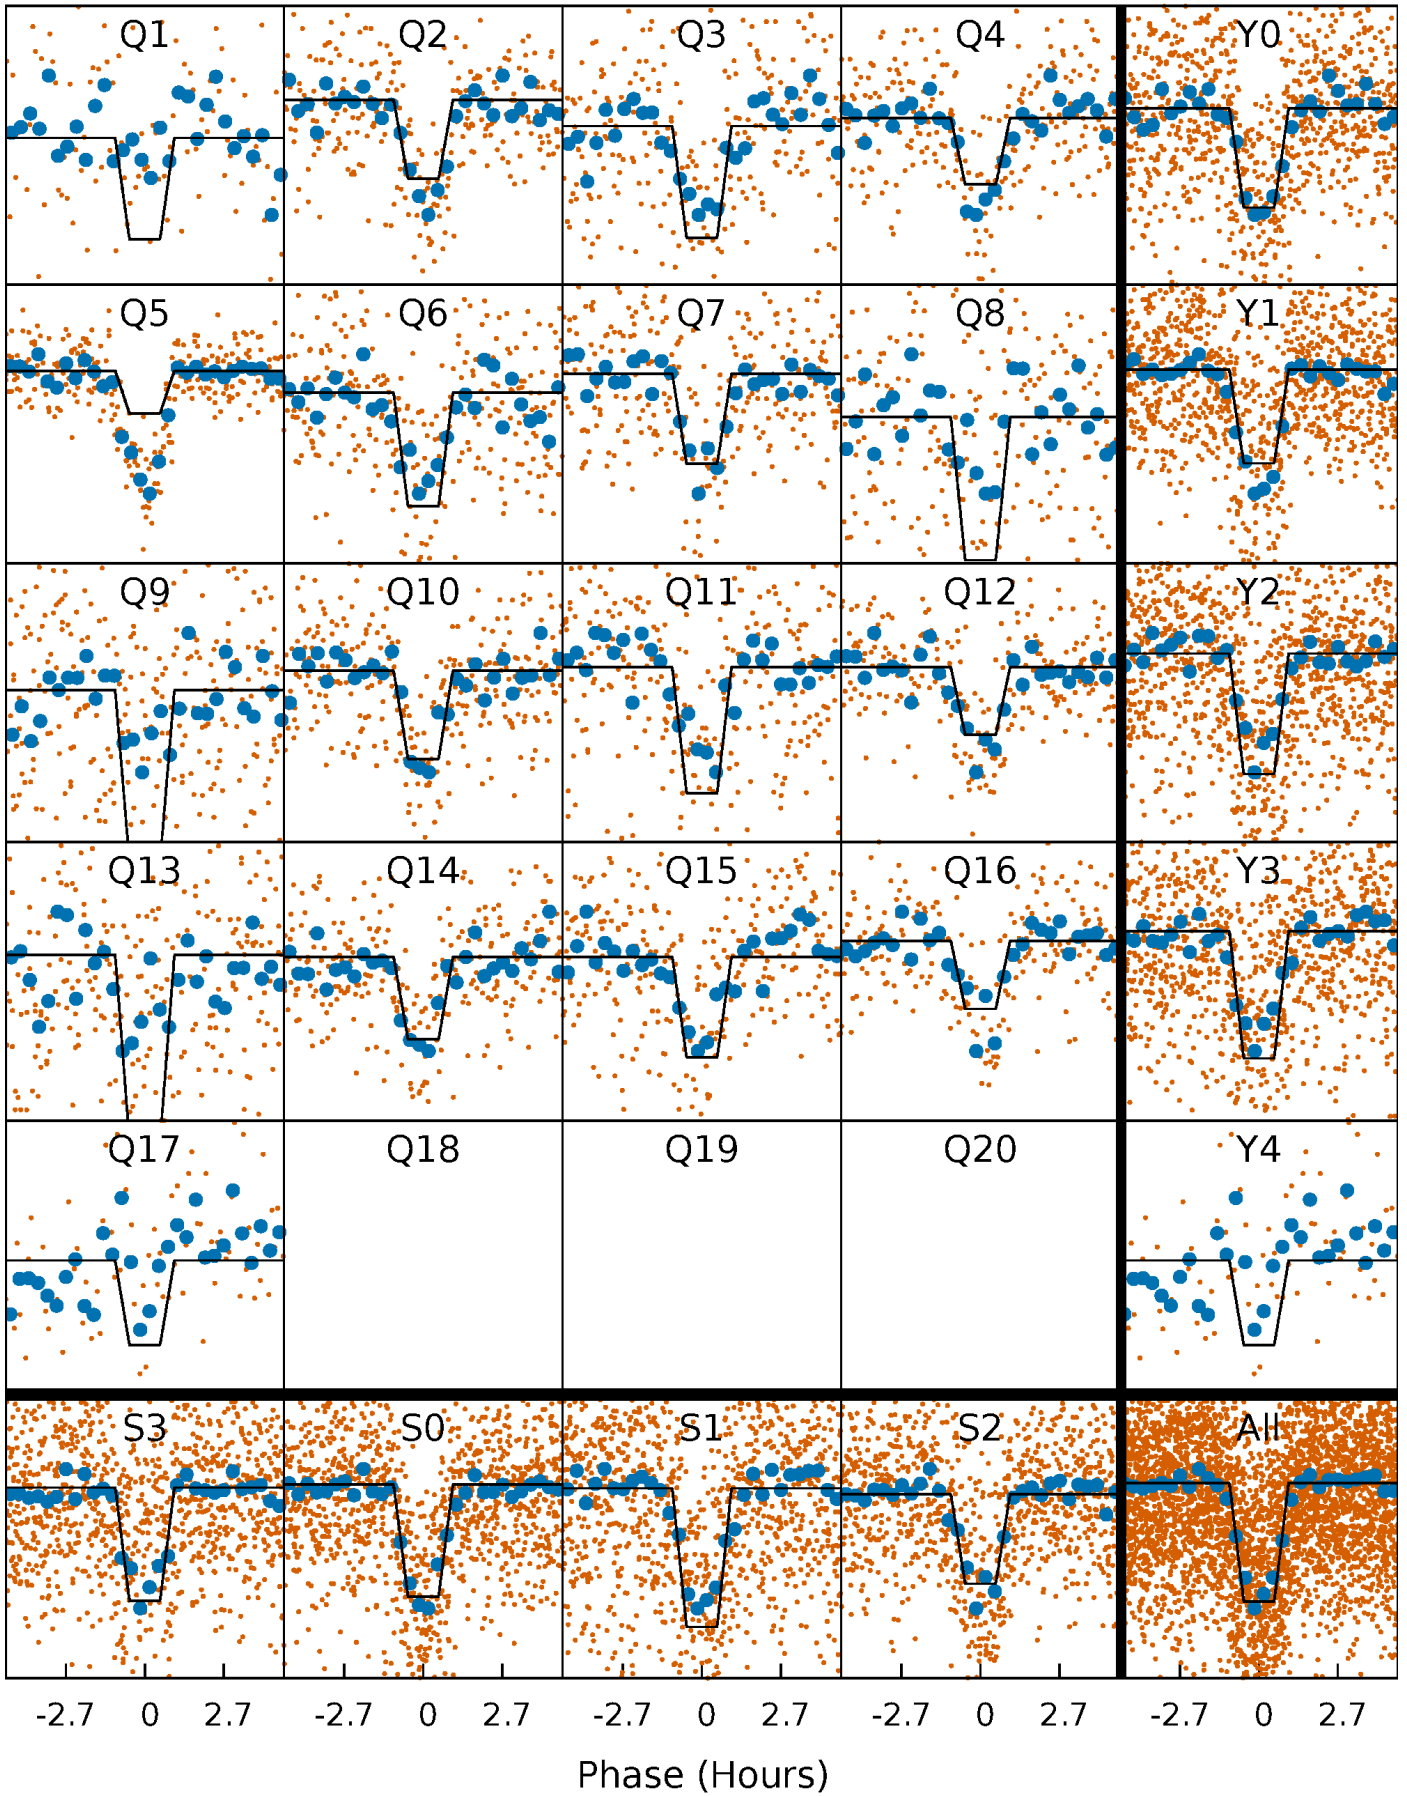 Q1 Q2 Q3 Q4 Y0
Q5 Q6 Q7 Q8 Y1
Q9 Q10 Q11 Q12 Y2
Q13 Q14 Q15 Q16 Y3
Q17 Q18 Q19 Q20 Y4
S3 S0 S1 S2 All
-2.7 0 2.7 -2.7 0 2.7 -2.7 0 2.7 -2.7 0 2.7 -2.7 0 2.7
Phase (Hours)